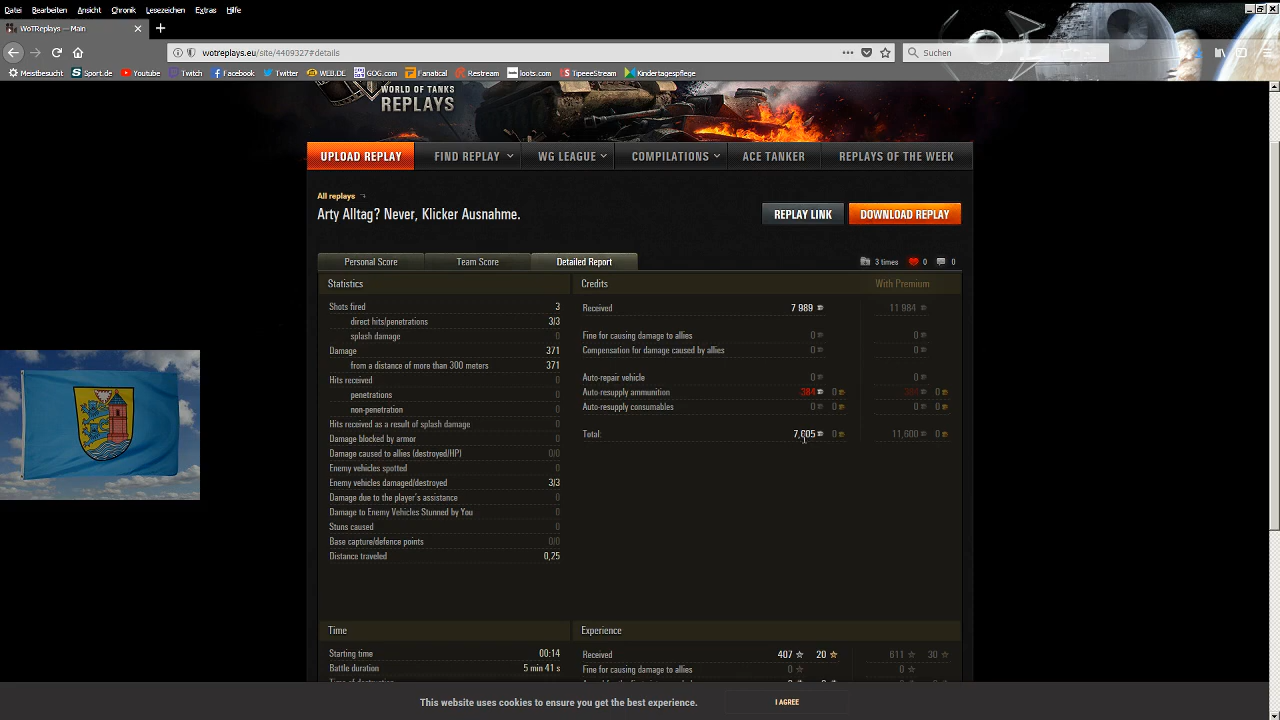 Datei Bearbeiten Ansicht Chronik Lesezeichen Extras Hilfe
WoTReplays — Main
wotreplays.eu/site/4409327#details
Suchen
Meistbesucht Sport.de Youtube Twitch Facebook Twitter WEB.DE GOG.com Fanatical Restream loots.com TipeeeStream Kindertagespflege
WORLD OF TANKS
REPLAYS
UPLOAD REPLAY FIND REPLAY WG LEAGUE COMPILATIONS ACE TANKER REPLAYS OF THE WEEK
All replays
Arty Alltag? Never, Klicker Ausnahme.
REPLAY LINK DOWNLOAD REPLAY
Personal Score Team Score Detailed Report 3 times 0 0
Statistics Credits With Premium
Shots fired 3 Received 7 989 11 984
direct hits/penetrations 3/3
splash damage 0 Fine for causing damage to allies 0 0
Damage 371 Compensation for damage caused by allies 0 0
from a distance of more than 300 meters 371
Hits received 0 Auto-repair vehicle 0 0
penetrations 0 Auto-resupply ammunition 384 0 384 0
non-penetration 0 Auto-resupply consumables 0 0 0 0
Hits received as a result of splash damage 0
Damage blocked by armor 0 Total: 7,605 0 11,600 0
Damage caused to allies (destroyed/HP) 0/0
Enemy vehicles spotted 0
Enemy vehicles damaged/destroyed 3/3
Damage due to the player's assistance 0
Damage to Enemy Vehicles Stunned by You 0
Stuns caused 0
Base capture/defence points 0/0
Distance traveled 0,25
Time Experience
Starting time 00:14 Received 407 20 611 30
Battle duration 5 min 41 s Fine for causing damage to allies 0 0
This website uses cookies to ensure you get the best experience. I AGREE